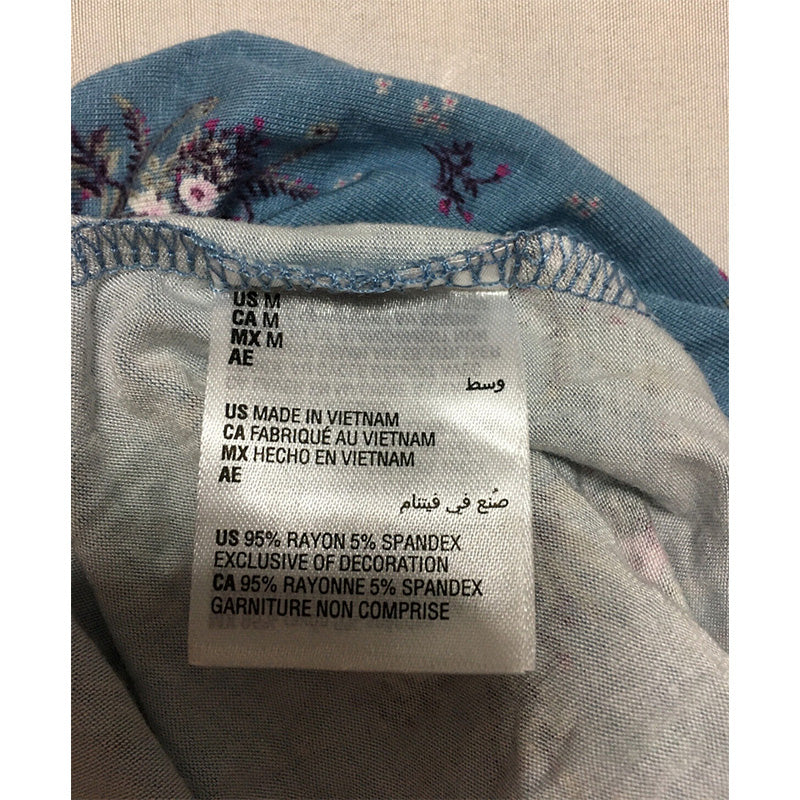 US M
CA M
MX M
AE
وسط
US MADE IN VIETNAM
CA FABRIQUÉ AU VIETNAM
MX HECHO EN VIETNAM
AE
صُنع في فيتنام
US 95% RAYON 5% SPANDEX
EXCLUSIVE OF DECORATION
CA 95% RAYONNE 5% SPANDEX
GARNITURE NON COMPRISE